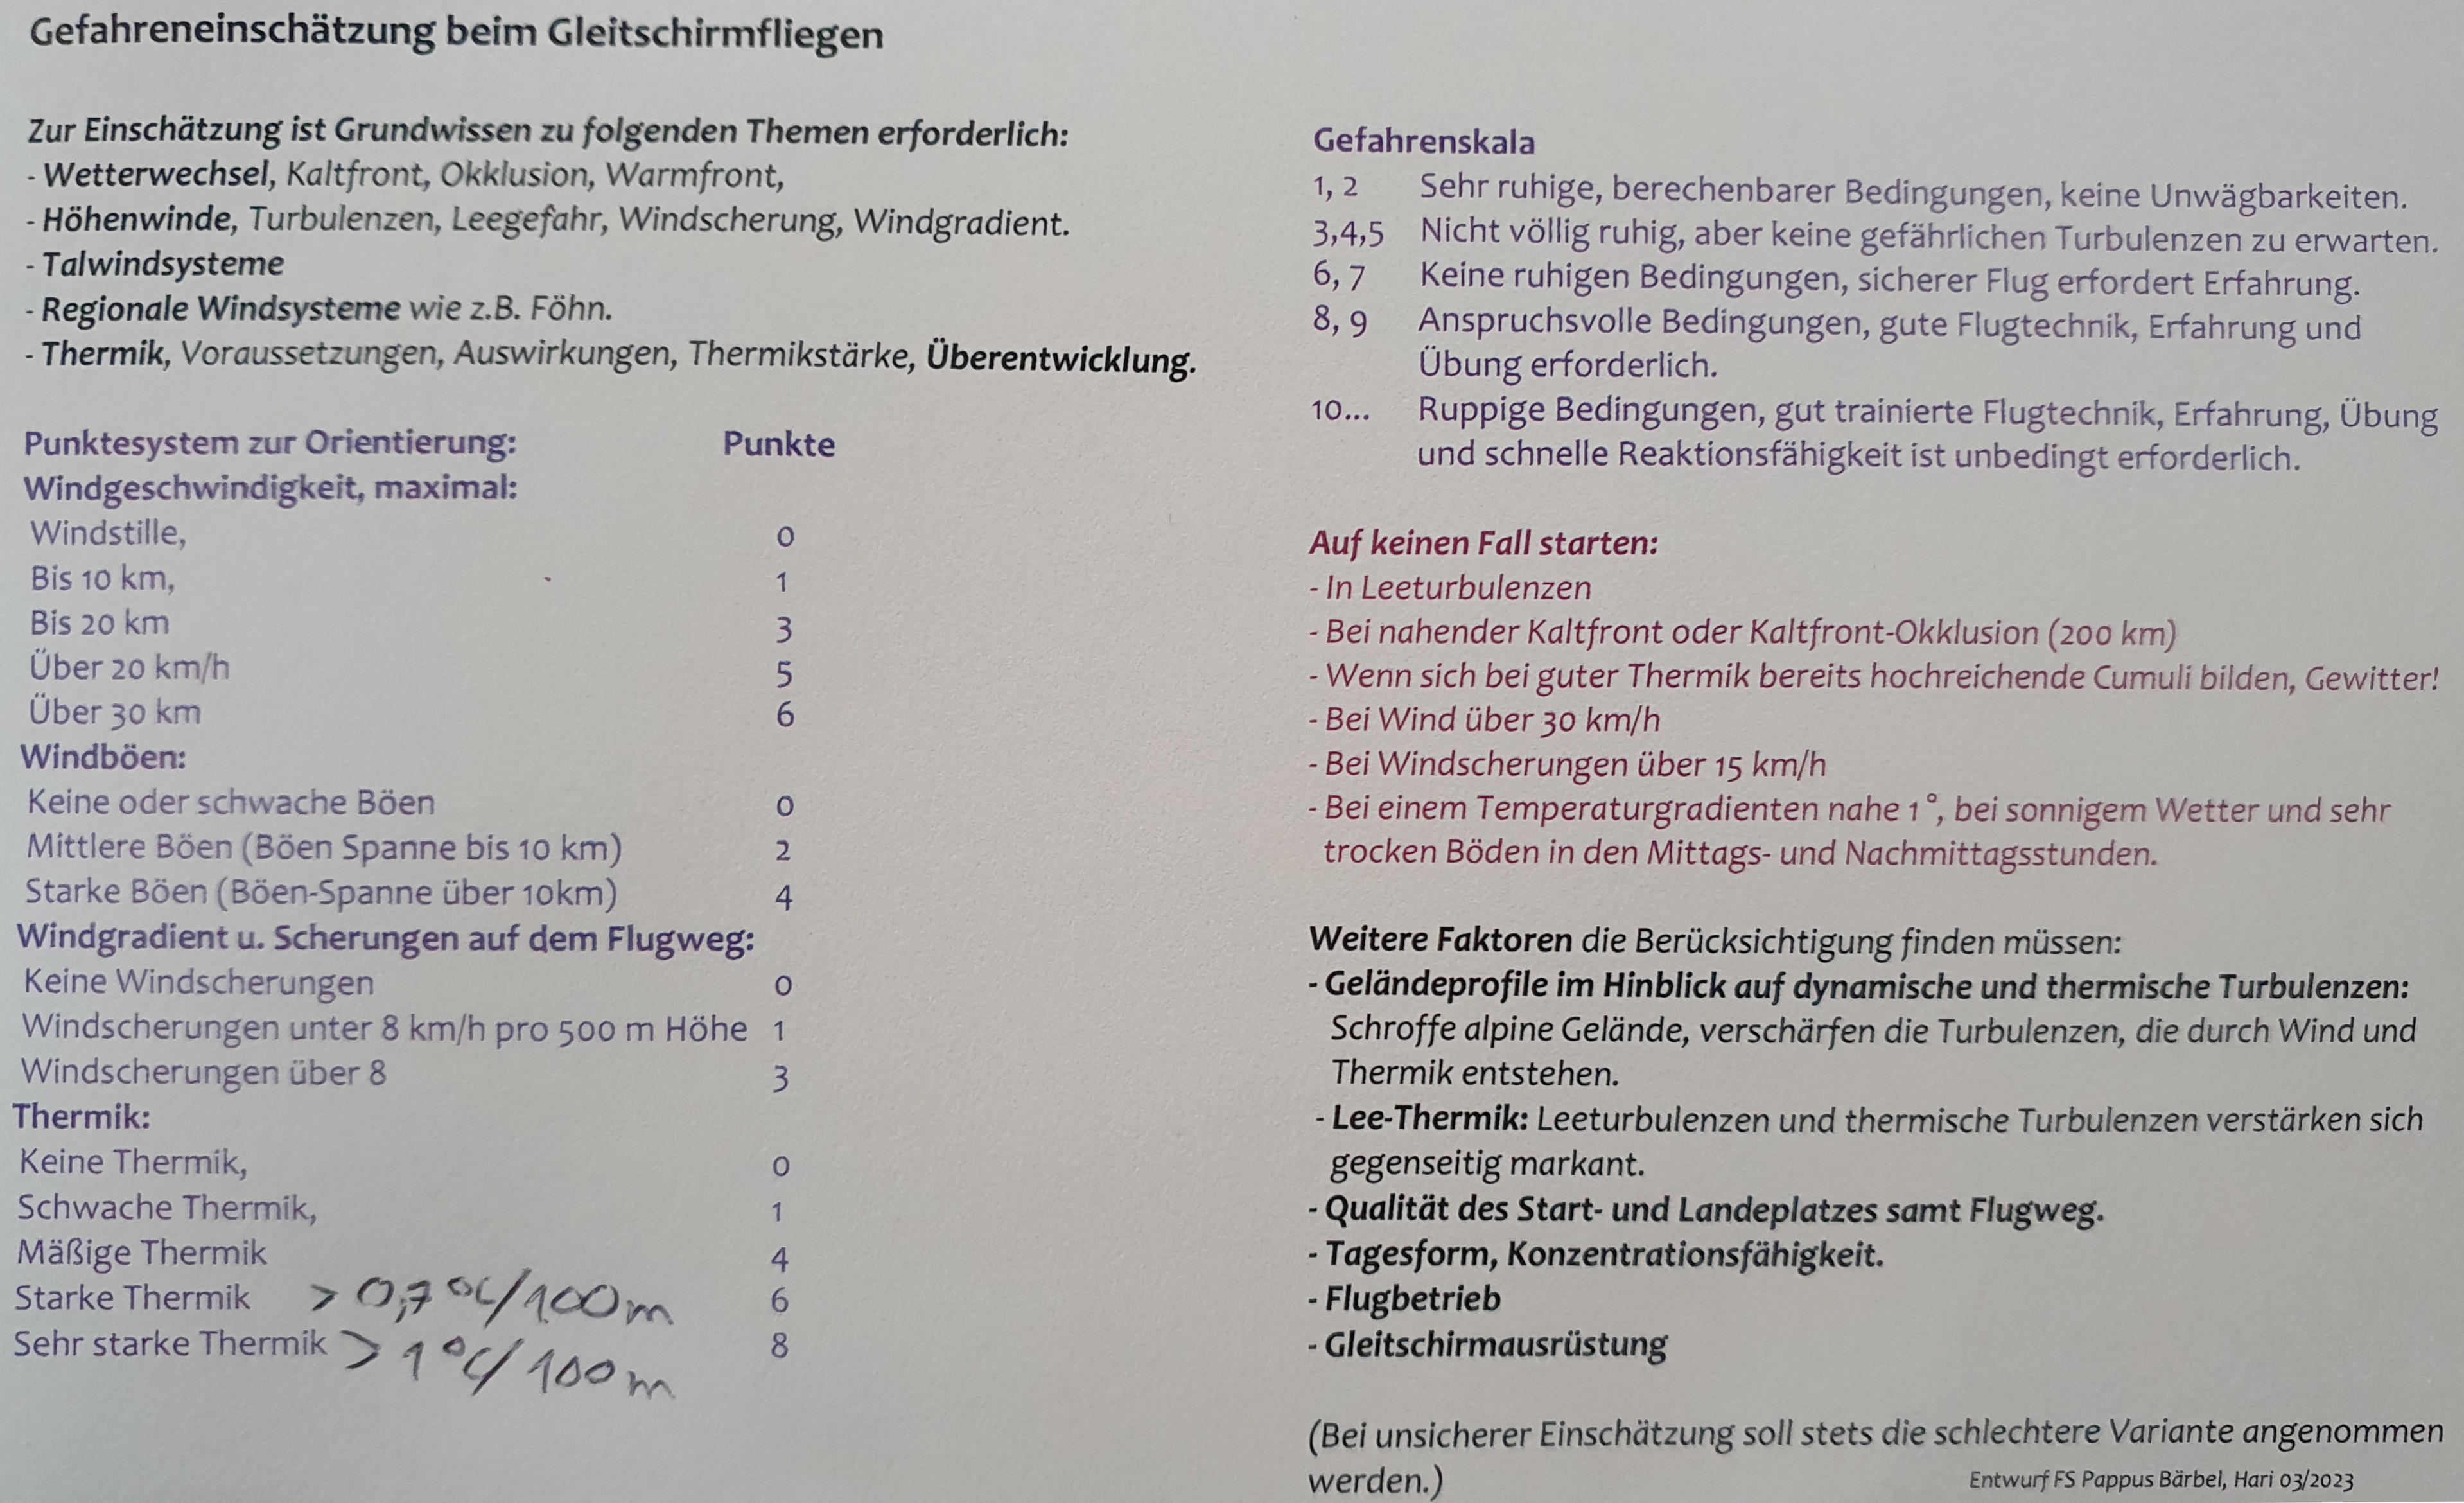 Gefahreneinschätzung beim Gleitschirmfliegen
Zur Einschätzung ist Grundwissen zu folgenden Themen erforderlich:
- Wetterwechsel, Kaltfront, Okklusion, Warmfront,
- Höhenwinde, Turbulenzen, Leegefahr, Windscherung, Windgradient.
- Talwindsysteme
- Regionale Windsysteme wie z.B. Föhn.
- Thermik, Voraussetzungen, Auswirkungen, Thermikstärke, Überentwicklung.
Punktesystem zur Orientierung: Punkte
Windgeschwindigkeit, maximal:
Windstille, 0
Bis 10 km, 1
Bis 20 km 3
Über 20 km/h 5
Über 30 km 6
Windböen:
Keine oder schwache Böen 0
Mittlere Böen (Böen Spanne bis 10 km) 2
Starke Böen (Böen-Spanne über 10km) 4
Windgradient u. Scherungen auf dem Flugweg:
Keine Windscherungen 0
Windscherungen unter 8 km/h pro 500 m Höhe 1
Windscherungen über 8 3
Thermik:
Keine Thermik, 0
Schwache Thermik, 1
Mäßige Thermik 4
Starke Thermik > 0,7 °C/100m 6
Sehr starke Thermik > 1 °C/100m 8
Gefahrenskala
1, 2 Sehr ruhige, berechenbarer Bedingungen, keine Unwägbarkeiten.
3,4,5 Nicht völlig ruhig, aber keine gefährlichen Turbulenzen zu erwarten.
6, 7 Keine ruhigen Bedingungen, sicherer Flug erfordert Erfahrung.
8, 9 Anspruchsvolle Bedingungen, gute Flugtechnik, Erfahrung und
Übung erforderlich.
10... Ruppige Bedingungen, gut trainierte Flugtechnik, Erfahrung, Übung
und schnelle Reaktionsfähigkeit ist unbedingt erforderlich.
Auf keinen Fall starten:
- In Leeturbulenzen
- Bei nahender Kaltfront oder Kaltfront-Okklusion (200 km)
- Wenn sich bei guter Thermik bereits hochreichende Cumuli bilden, Gewitter!
- Bei Wind über 30 km/h
- Bei Windscherungen über 15 km/h
- Bei einem Temperaturgradienten nahe 1°, bei sonnigem Wetter und sehr
trocken Böden in den Mittags- und Nachmittagsstunden.
Weitere Faktoren die Berücksichtigung finden müssen:
- Geländeprofile im Hinblick auf dynamische und thermische Turbulenzen:
Schroffe alpine Gelände, verschärfen die Turbulenzen, die durch Wind und
Thermik entstehen.
- Lee-Thermik: Leeturbulenzen und thermische Turbulenzen verstärken sich
gegenseitig markant.
- Qualität des Start- und Landeplatzes samt Flugweg.
- Tagesform, Konzentrationsfähigkeit.
- Flugbetrieb
- Gleitschirmausrüstung
(Bei unsicherer Einschätzung soll stets die schlechtere Variante angenommen
werden.)
Entwurf FS Pappus Bärbel, Hari 03/2023